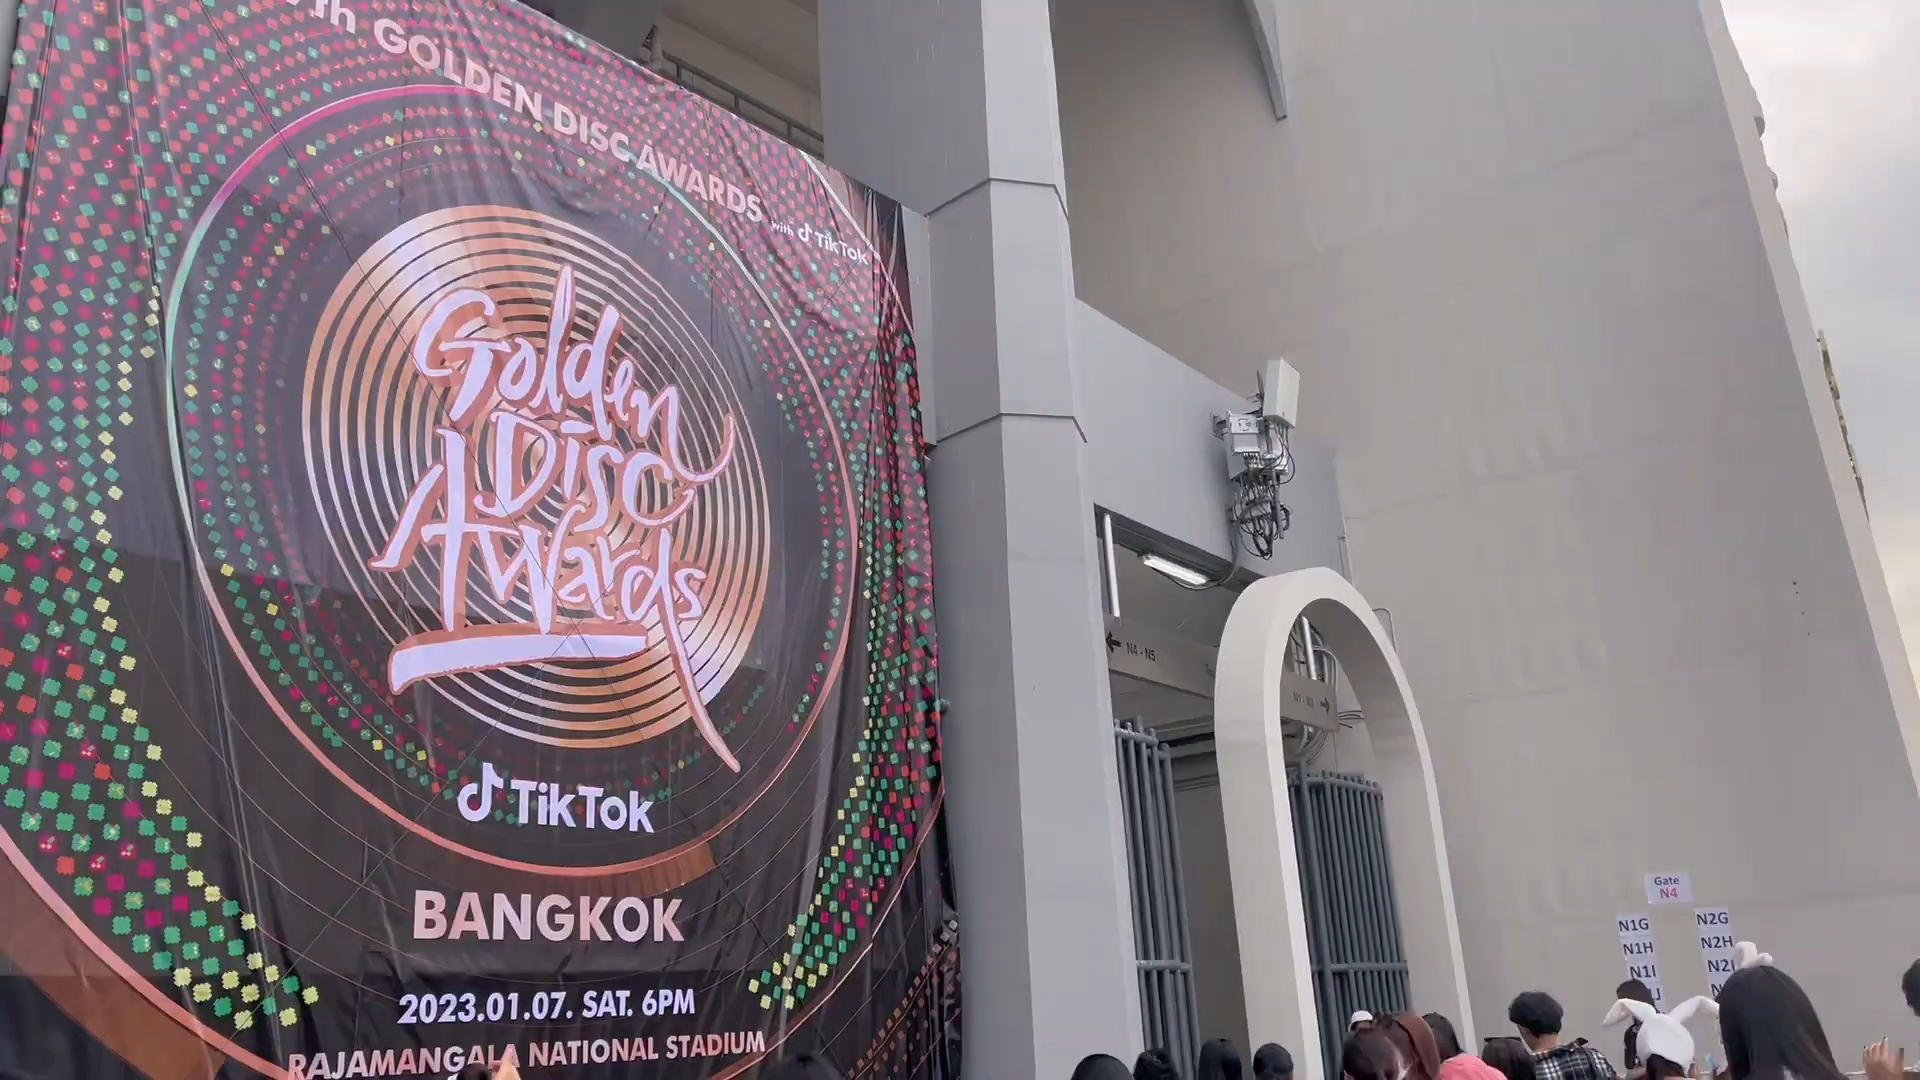 th GOLDEN DISC AWARDS with TikTok
Golden
Disc
Awards
TikTok
BANGKOK
2023.01.07. SAT. 6PM
RAJAMANGALA NATIONAL STADIUM
N4 - N5
N1 - N3
Gate
N4
N1G
N1H
N1I
N2G
N2H
N2I